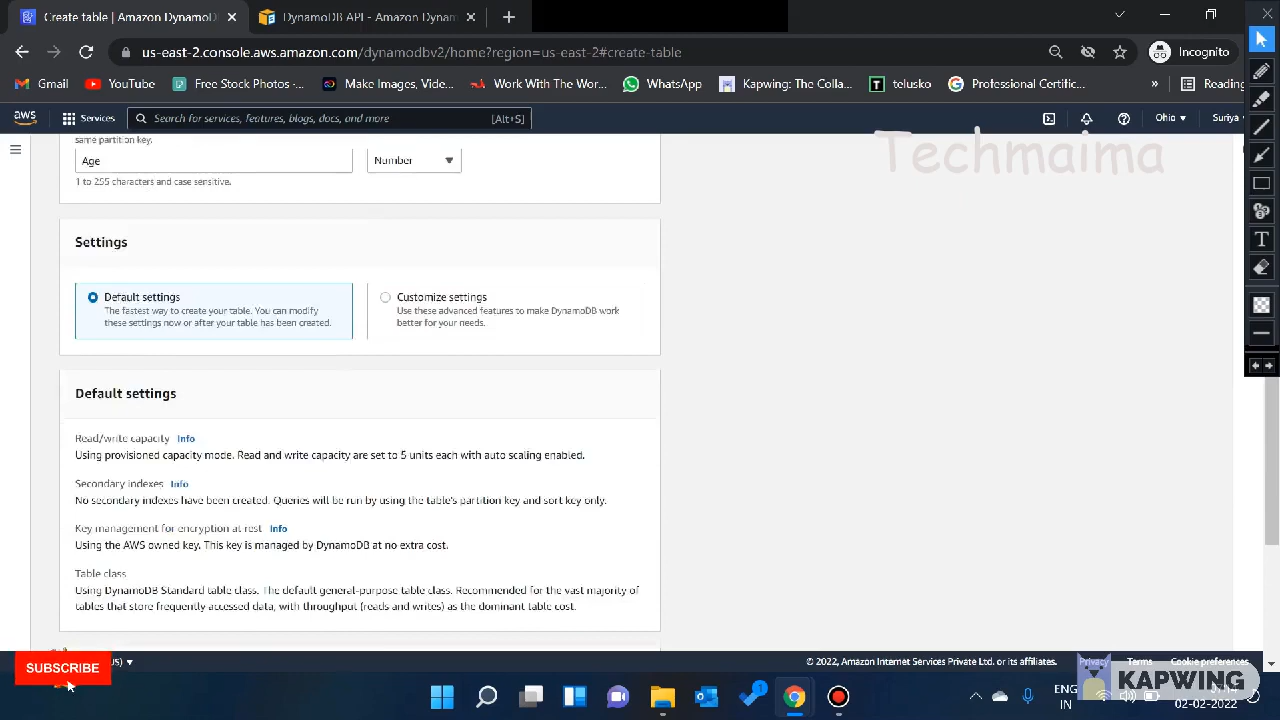 Create table | Amazon DynamoD
DynamoDB API - Amazon Dynam
us-east-2.console.aws.amazon.com/dynamodbv2/home?region=us-east-2#create-table
Incognito
Gmail
YouTube
Free Stock Photos -...
Make Images, Video...
Work With The Wor...
WhatsApp
Kapwing: The Ga...
telusko
Professional Certific...
»
Reading
aws
Services
Search for services, features, blogs, docs, and more
[Alt+S]
Ohio
Suriya
Techmaima
same partition key.
Age
Number
1 to 255 characters and case sensitive.
Settings
Default settings
The fastest way to create your table. You can modify
these settings now or after your table has been created.
Customize settings
Use these advanced features to make DynamoDB work
better for your needs.
Default settings
Read/write capacity Info
Using provisioned capacity mode. Read and write capacity are set to 5 units each with auto scaling enabled.
Secondary indexes Info
No secondary indexes have been created. Queries will be run by using the table's partition key and sort key only.
Key management for encryption at rest Info
Using the AWS owned key. This key is managed by DynamoDB at no extra cost.
Table class
Using DynamoDB Standard table class. The default general-purpose table class. Recommended for the vast majority of
tables that store frequently accessed data, with throughput (reads and writes) as the dominant table cost.
SUBSCRIBE
© 2022, Amazon Internet Services Private Ltd. or its affiliates.
Privacy
Terms
Cookie preferences
KAPWING
ENG
IN
02-02-2022